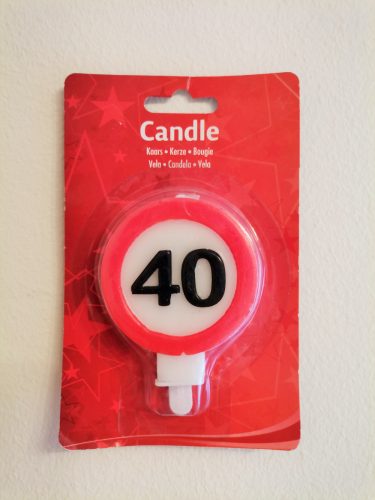 Candle
Kaars • Kerze • Bougie
Vela • Candela • Vela
40